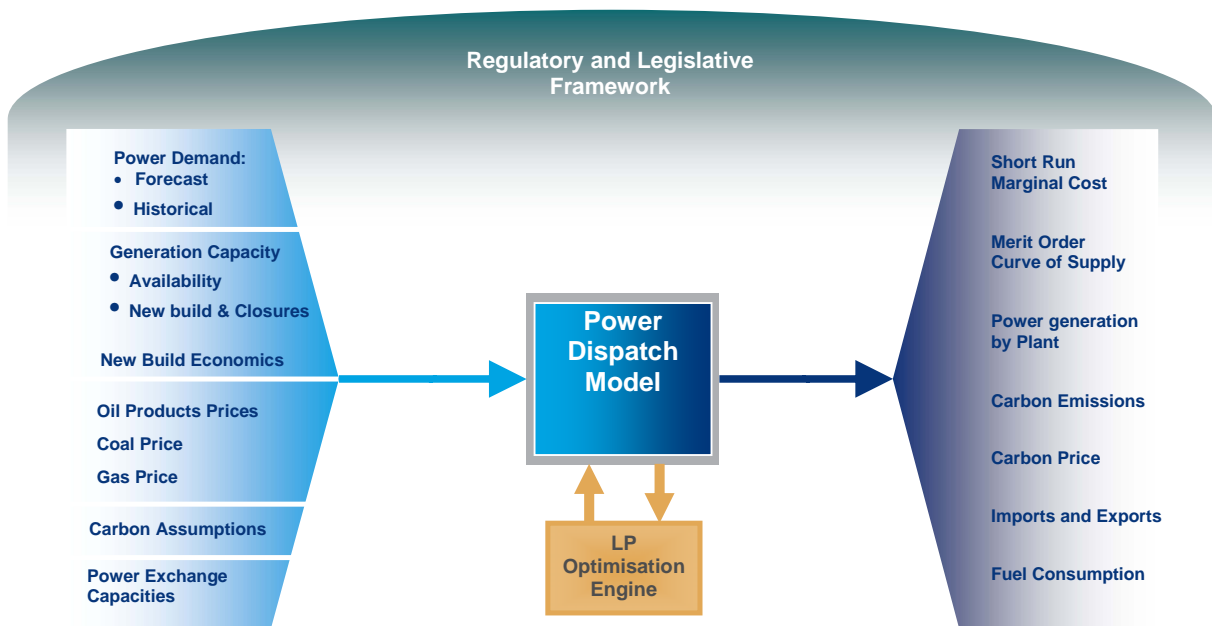 Regulatory and Legislative
Framework
Power Demand:
• Forecast
• Historical
Generation Capacity
• Availability
• New build & Closures
New Build Economics
Oil Products Prices
Coal Price
Gas Price
Carbon Assumptions
Power Exchange
Capacities
Power
Dispatch
Model
LP
Optimisation
Engine
Short Run
Marginal Cost
Merit Order
Curve of Supply
Power generation
by Plant
Carbon Emissions
Carbon Price
Imports and Exports
Fuel Consumption